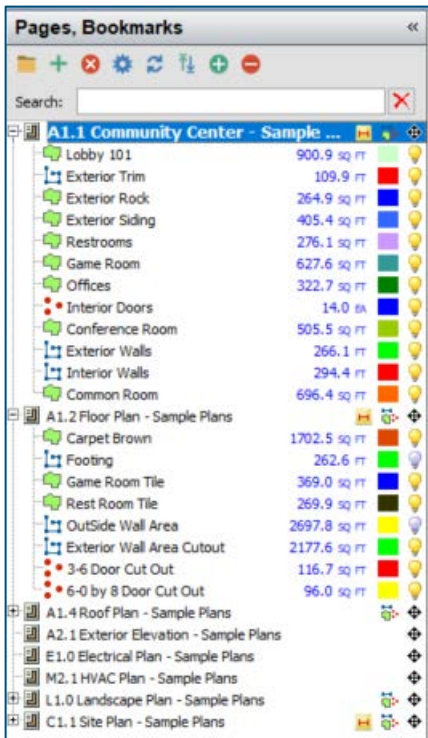 Pages, Bookmarks «
Search:
A1.1 Community Center - Sample ...
Lobby 101 900.9 SQ FT
Exterior Trim 109.9 FT
Exterior Rock 264.9 SQ FT
Exterior Siding 405.4 SQ FT
Restrooms 276.1 SQ FT
Game Room 627.6 SQ FT
Offices 322.7 SQ FT
Interior Doors 14.0 EA
Conference Room 505.5 SQ FT
Exterior Walls 266.1 FT
Interior Walls 294.4 FT
Common Room 696.4 SQ FT
A1.2 Floor Plan - Sample Plans
Carpet Brown 1702.5 SQ FT
Footing 262.6 FT
Game Room Tile 369.0 SQ FT
Rest Room Tile 269.9 SQ FT
OutSide Wall Area 2697.8 SQ FT
Exterior Wall Area Cutout 2177.6 SQ FT
3-6 Door Cut Out 116.7 SQ FT
6-0 by 8 Door Cut Out 96.0 SQ FT
A1.4 Roof Plan - Sample Plans
A2.1 Exterior Elevation - Sample Plans
E1.0 Electrical Plan - Sample Plans
M2.1 HVAC Plan - Sample Plans
L1.0 Landscape Plan - Sample Plans
C1.1 Site Plan - Sample Plans